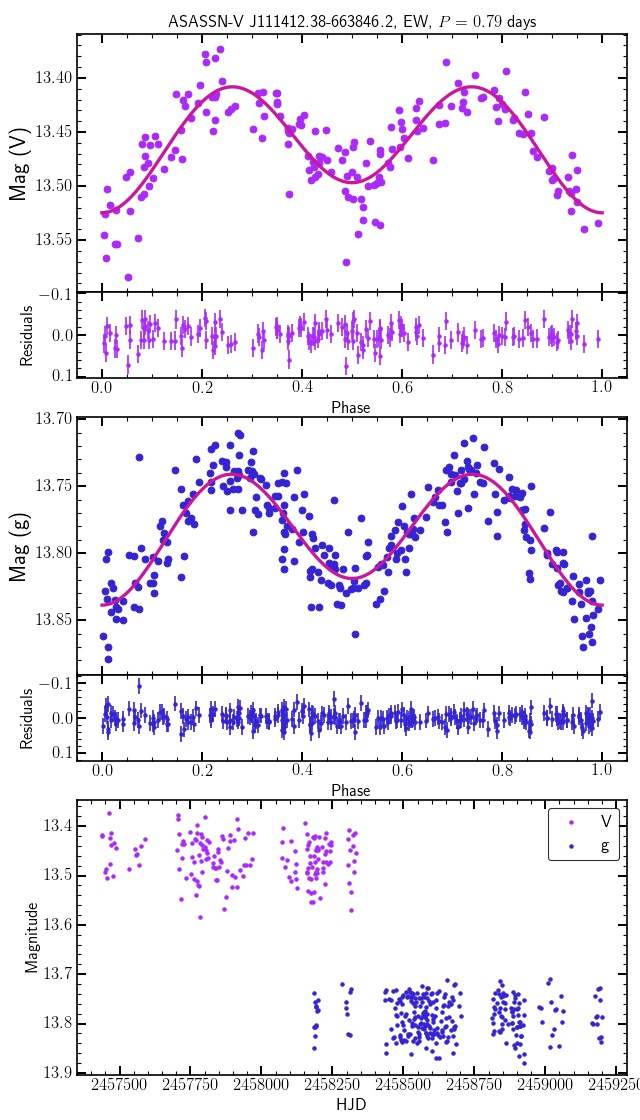 ASASSN-V J111412.38-663846.2, EW, P = 0.79 days
13.40
13.45
13.50
13.55
Mag (V)
−0.1
0.0
0.1
Residuals
0.0 0.2 0.4 0.6 0.8 1.0
Phase
13.70
13.75
13.80
13.85
Mag (g)
−0.1
0.0
0.1
Residuals
0.0 0.2 0.4 0.6 0.8 1.0
Phase
V
g
13.4
13.5
13.6
13.7
13.8
13.9
Magnitude
2457500 2457750 2458000 2458250 2458500 2458750 2459000 245925
HJD